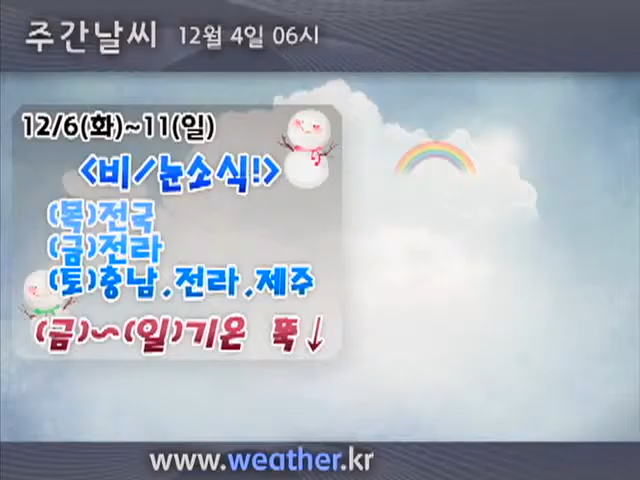 주간날씨 12월 4일 06시
12/6(화)~11(일)
<비/눈소식!>
(목)전국
(금)전라
(토)충남,전라,제주
(금)~(일)기온 뚝↓
www.weather.kr